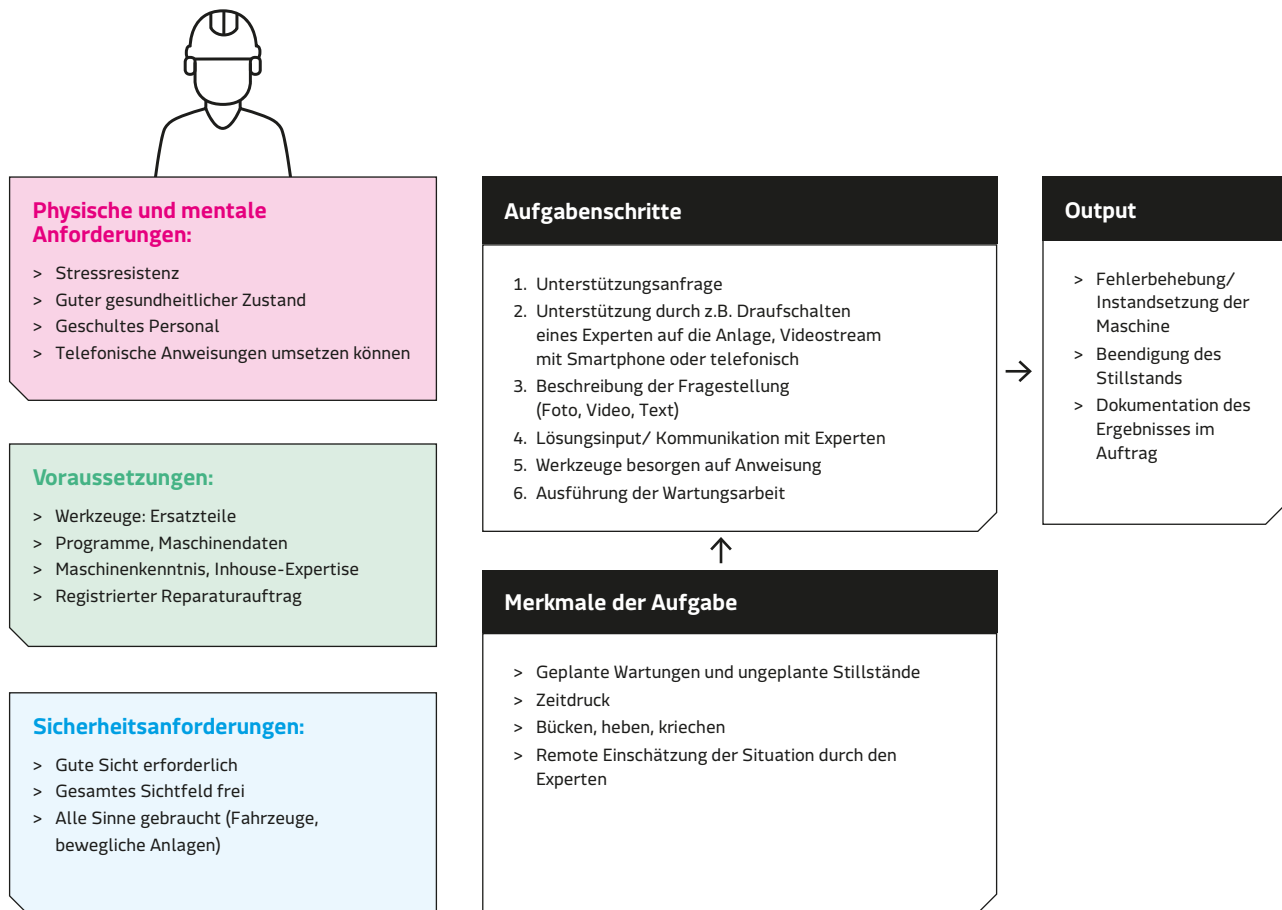 Physische und mentale
Anforderungen:
> Stressresistenz
> Guter gesundheitlicher Zustand
> Geschultes Personal
> Telefonische Anweisungen umsetzen können
Voraussetzungen:
> Werkzeuge: Ersatzteile
> Programme, Maschinendaten
> Maschinenkenntnis, Inhouse-Expertise
> Registrierter Reparaturauftrag
Sicherheitsanforderungen:
> Gute Sicht erforderlich
> Gesamtes Sichtfeld frei
> Alle Sinne gebraucht (Fahrzeuge,
bewegliche Anlagen)
Aufgabenschritte
1. Unterstützungsanfrage
2. Unterstützung durch z.B. Draufschalten
eines Experten auf die Anlage, Videostream
mit Smartphone oder telefonisch
3. Beschreibung der Fragestellung
(Foto, Video, Text)
4. Lösungsinput/ Kommunikation mit Experten
5. Werkzeuge besorgen auf Anweisung
6. Ausführung der Wartungsarbeit
Merkmale der Aufgabe
> Geplante Wartungen und ungeplante Stillstände
> Zeitdruck
> Bücken, heben, kriechen
> Remote Einschätzung der Situation durch den
Experten
Output
> Fehlerbehebung/
Instandsetzung der
Maschine
> Beendigung des
Stillstands
> Dokumentation des
Ergebnisses im
Auftrag